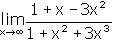 lim x→∞ (1 + x − 3x²)/(1 + x² + 3x³)